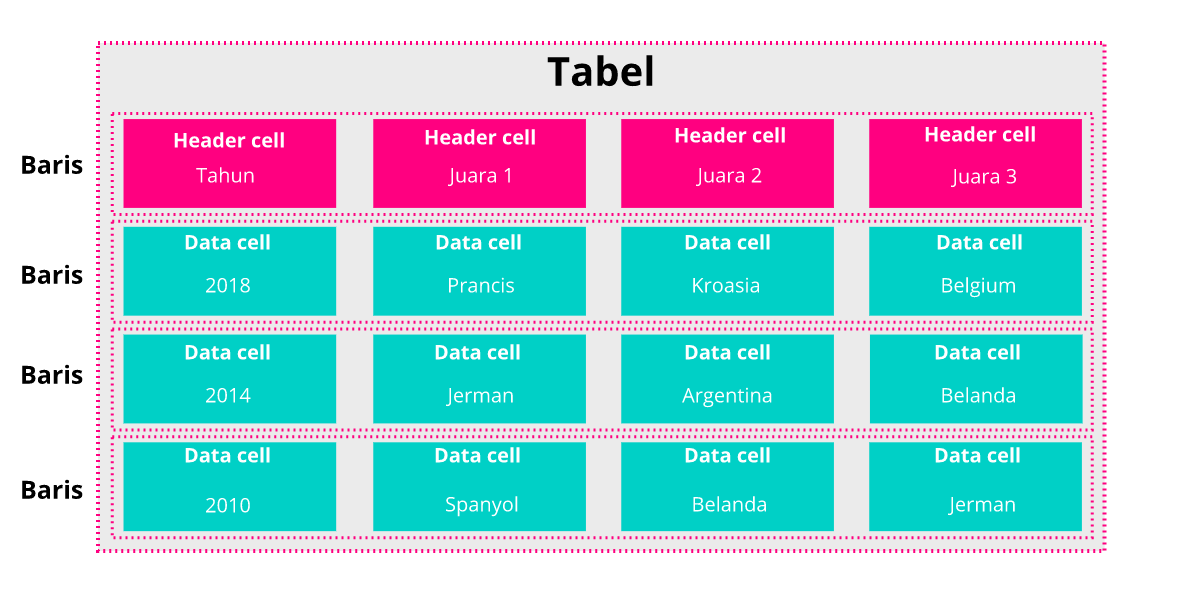 Tabel
Baris
Header cell Header cell Header cell Header cell
Tahun Juara 1 Juara 2 Juara 3
Baris
Data cell Data cell Data cell Data cell
2018 Prancis Kroasia Belgium
Baris
Data cell Data cell Data cell Data cell
2014 Jerman Argentina Belanda
Baris
Data cell Data cell Data cell Data cell
2010 Spanyol Belanda Jerman